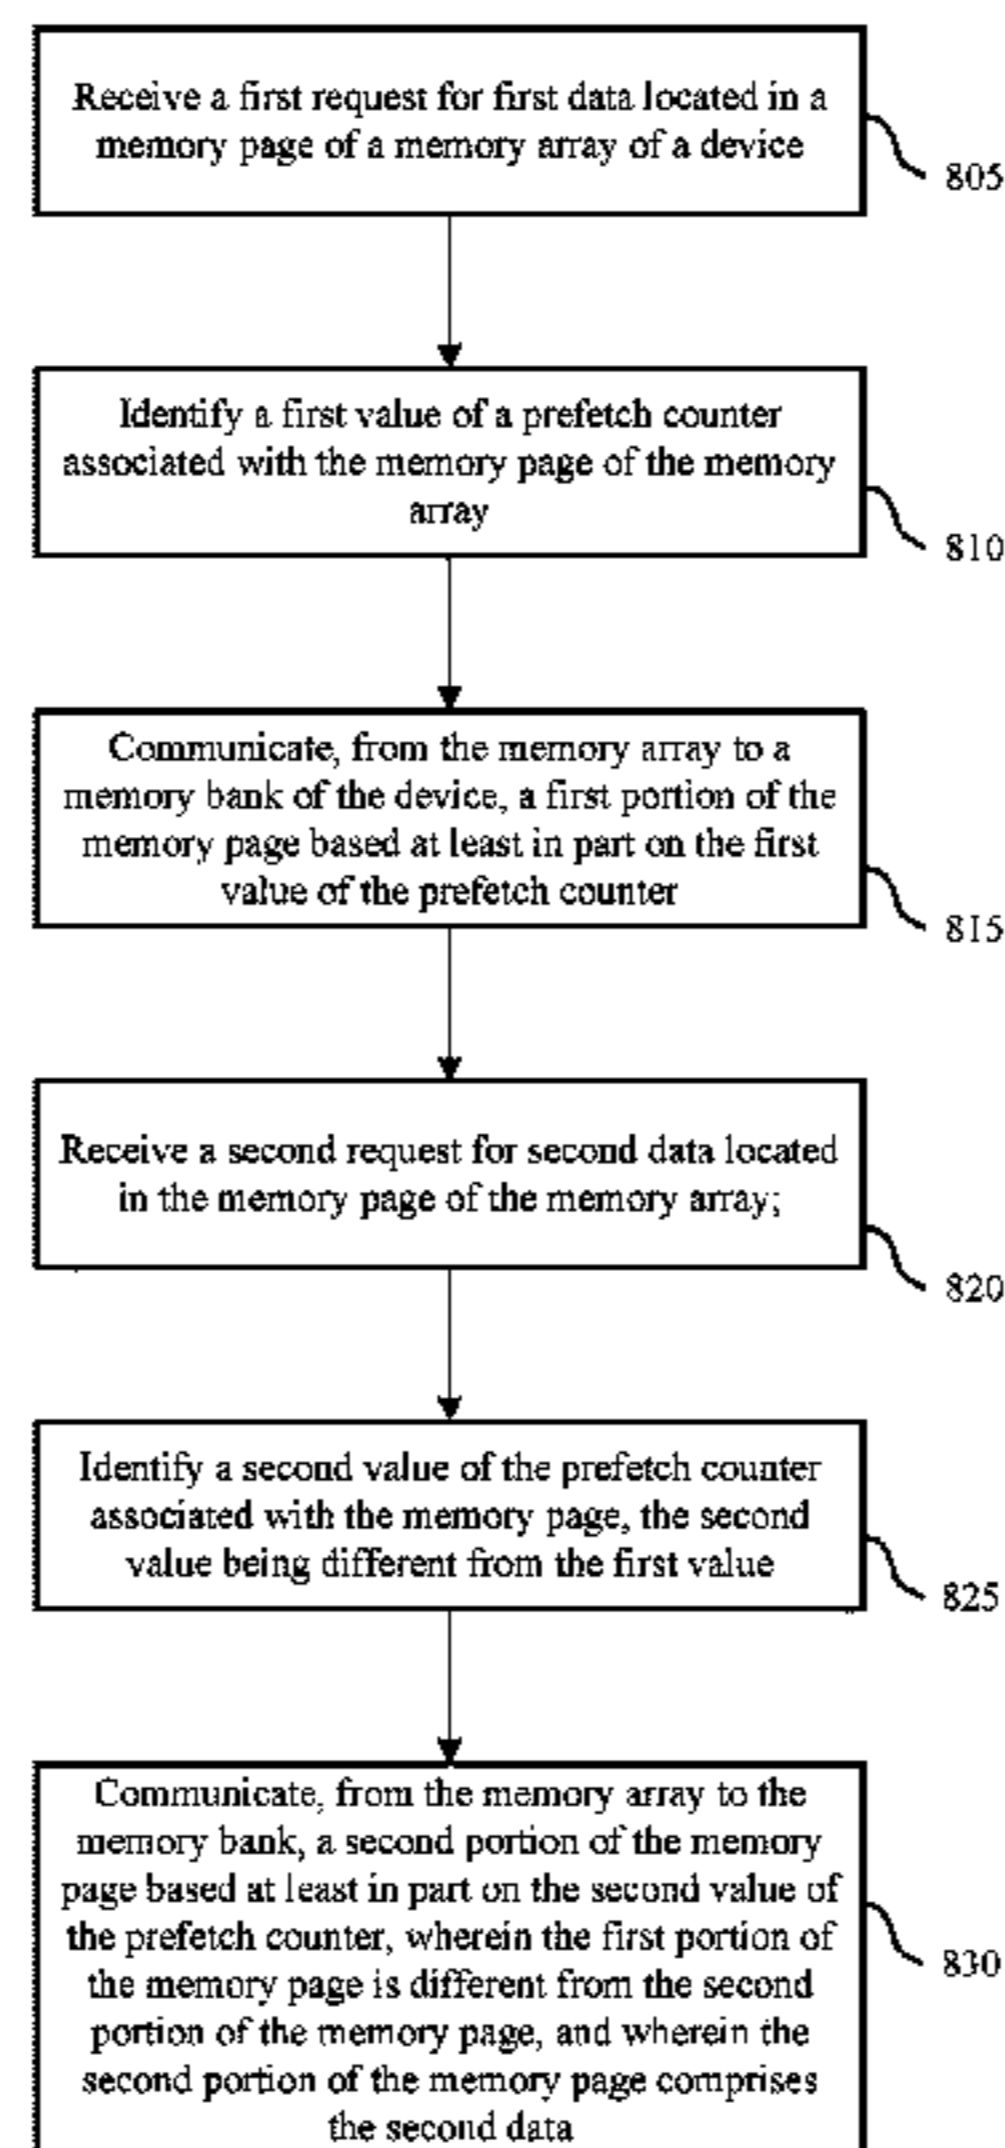 Receive a first request for first data located in a
memory page of a memory array of a device
805
Identify a first value of a prefetch counter
associated with the memory page of the memory
array
810
Communicate, from the memory array to a
memory bank of the device, a first portion of the
memory page based at least in part on the first
value of the prefetch counter
815
Receive a second request for second data located
in the memory page of the memory array;
820
Identify a second value of the prefetch counter
associated with the memory page, the second
value being different from the first value
825
Communicate, from the memory array to the
memory bank, a second portion of the memory
page based at least in part on the second value of
the prefetch counter, wherein the first portion of
the memory page is different from the second
portion of the memory page, and wherein the
second portion of the memory page comprises
the second data
830